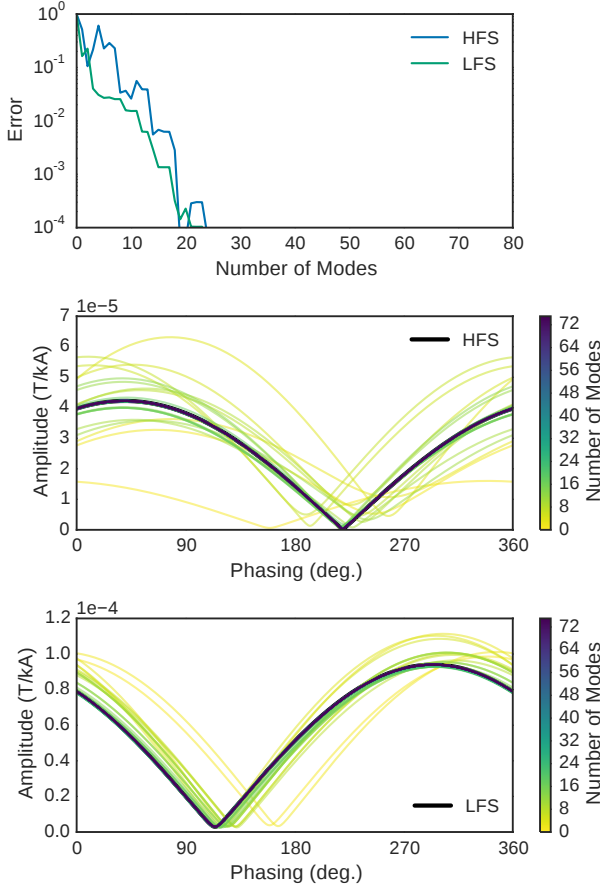 10^0
10^-1
10^-2
10^-3
10^-4
Error
HFS
LFS
0 10 20 30 40 50 60 70 80
Number of Modes
1e−5
7
6
5
4
3
2
1
0
Amplitude (T/kA)
HFS
0 90 180 270 360
Phasing (deg.)
72
64
56
48
40
32
24
16
8
0
Number of Modes
1e−4
1.2
1.0
0.8
0.6
0.4
0.2
0.0
Amplitude (T/kA)
LFS
0 90 180 270 360
Phasing (deg.)
72
64
56
48
40
32
24
16
8
0
Number of Modes